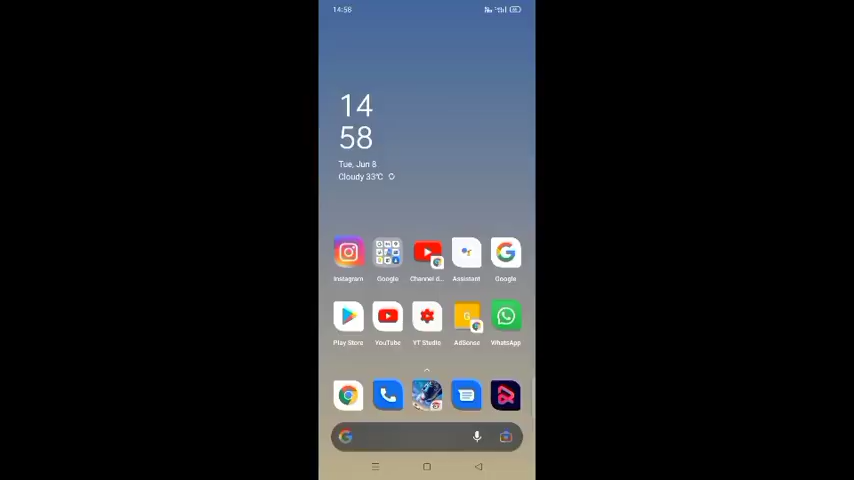 14:58
14
58
Tue, Jun 8
Cloudy 33°C
Instagram
Google
Channel d...
Assistant
Google
Play Store
YouTube
YT Studio
AdSense
WhatsApp